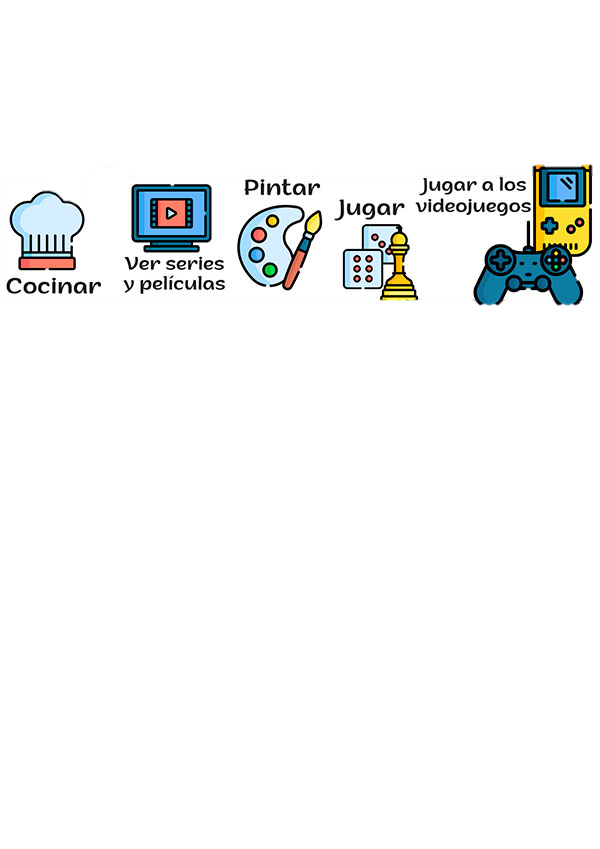 Cocinar
Ver series
y películas
Pintar
Jugar
Jugar a los
videojuegos